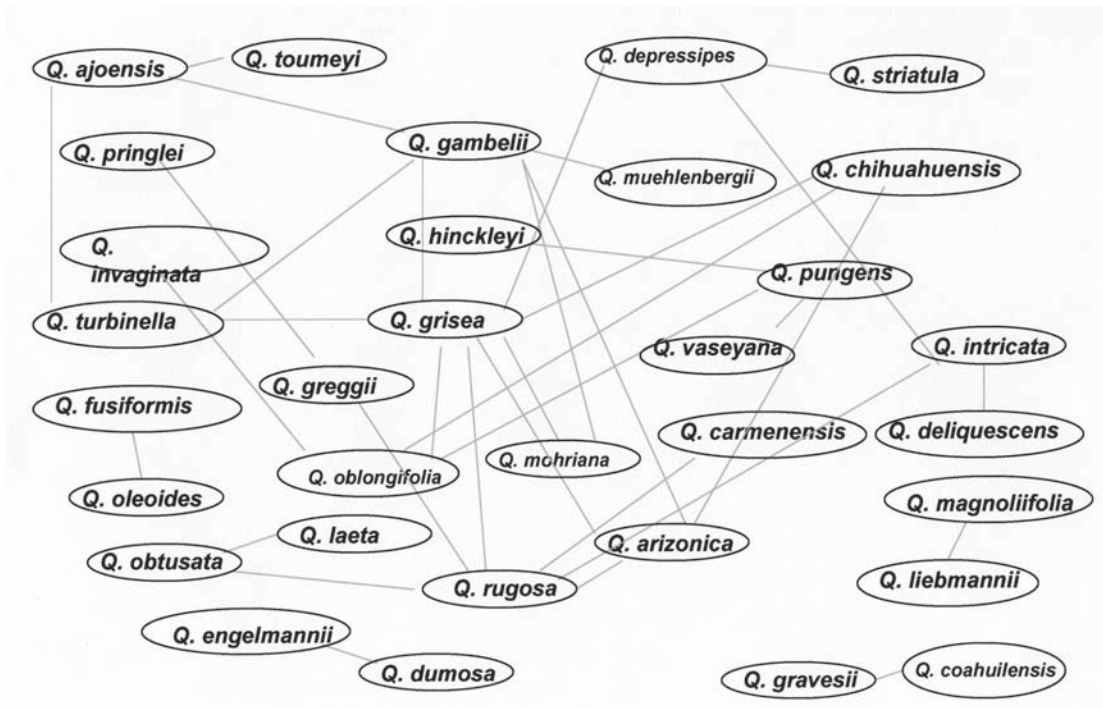 Q. ajoensis
Q. toumeyi
Q. depressipes
Q. striatula
Q. pringlei
Q. gambelii
Q. muehlenbergii
Q. chihuahuensis
Q.
invaginata
Q. hinckleyi
Q. pungens
Q. turbinella
Q. grisea
Q. vaseyana
Q. intricata
Q. fusiformis
Q. greggii
Q. carmenensis
Q. deliquescens
Q. oleoides
Q. oblongifolia
Q. mohriana
Q. magnoliifolia
Q. obtusata
Q. laeta
Q. arizonica
Q. rugosa
Q. liebmannii
Q. engelmannii
Q. dumosa
Q. gravesii
Q. coahuilensis